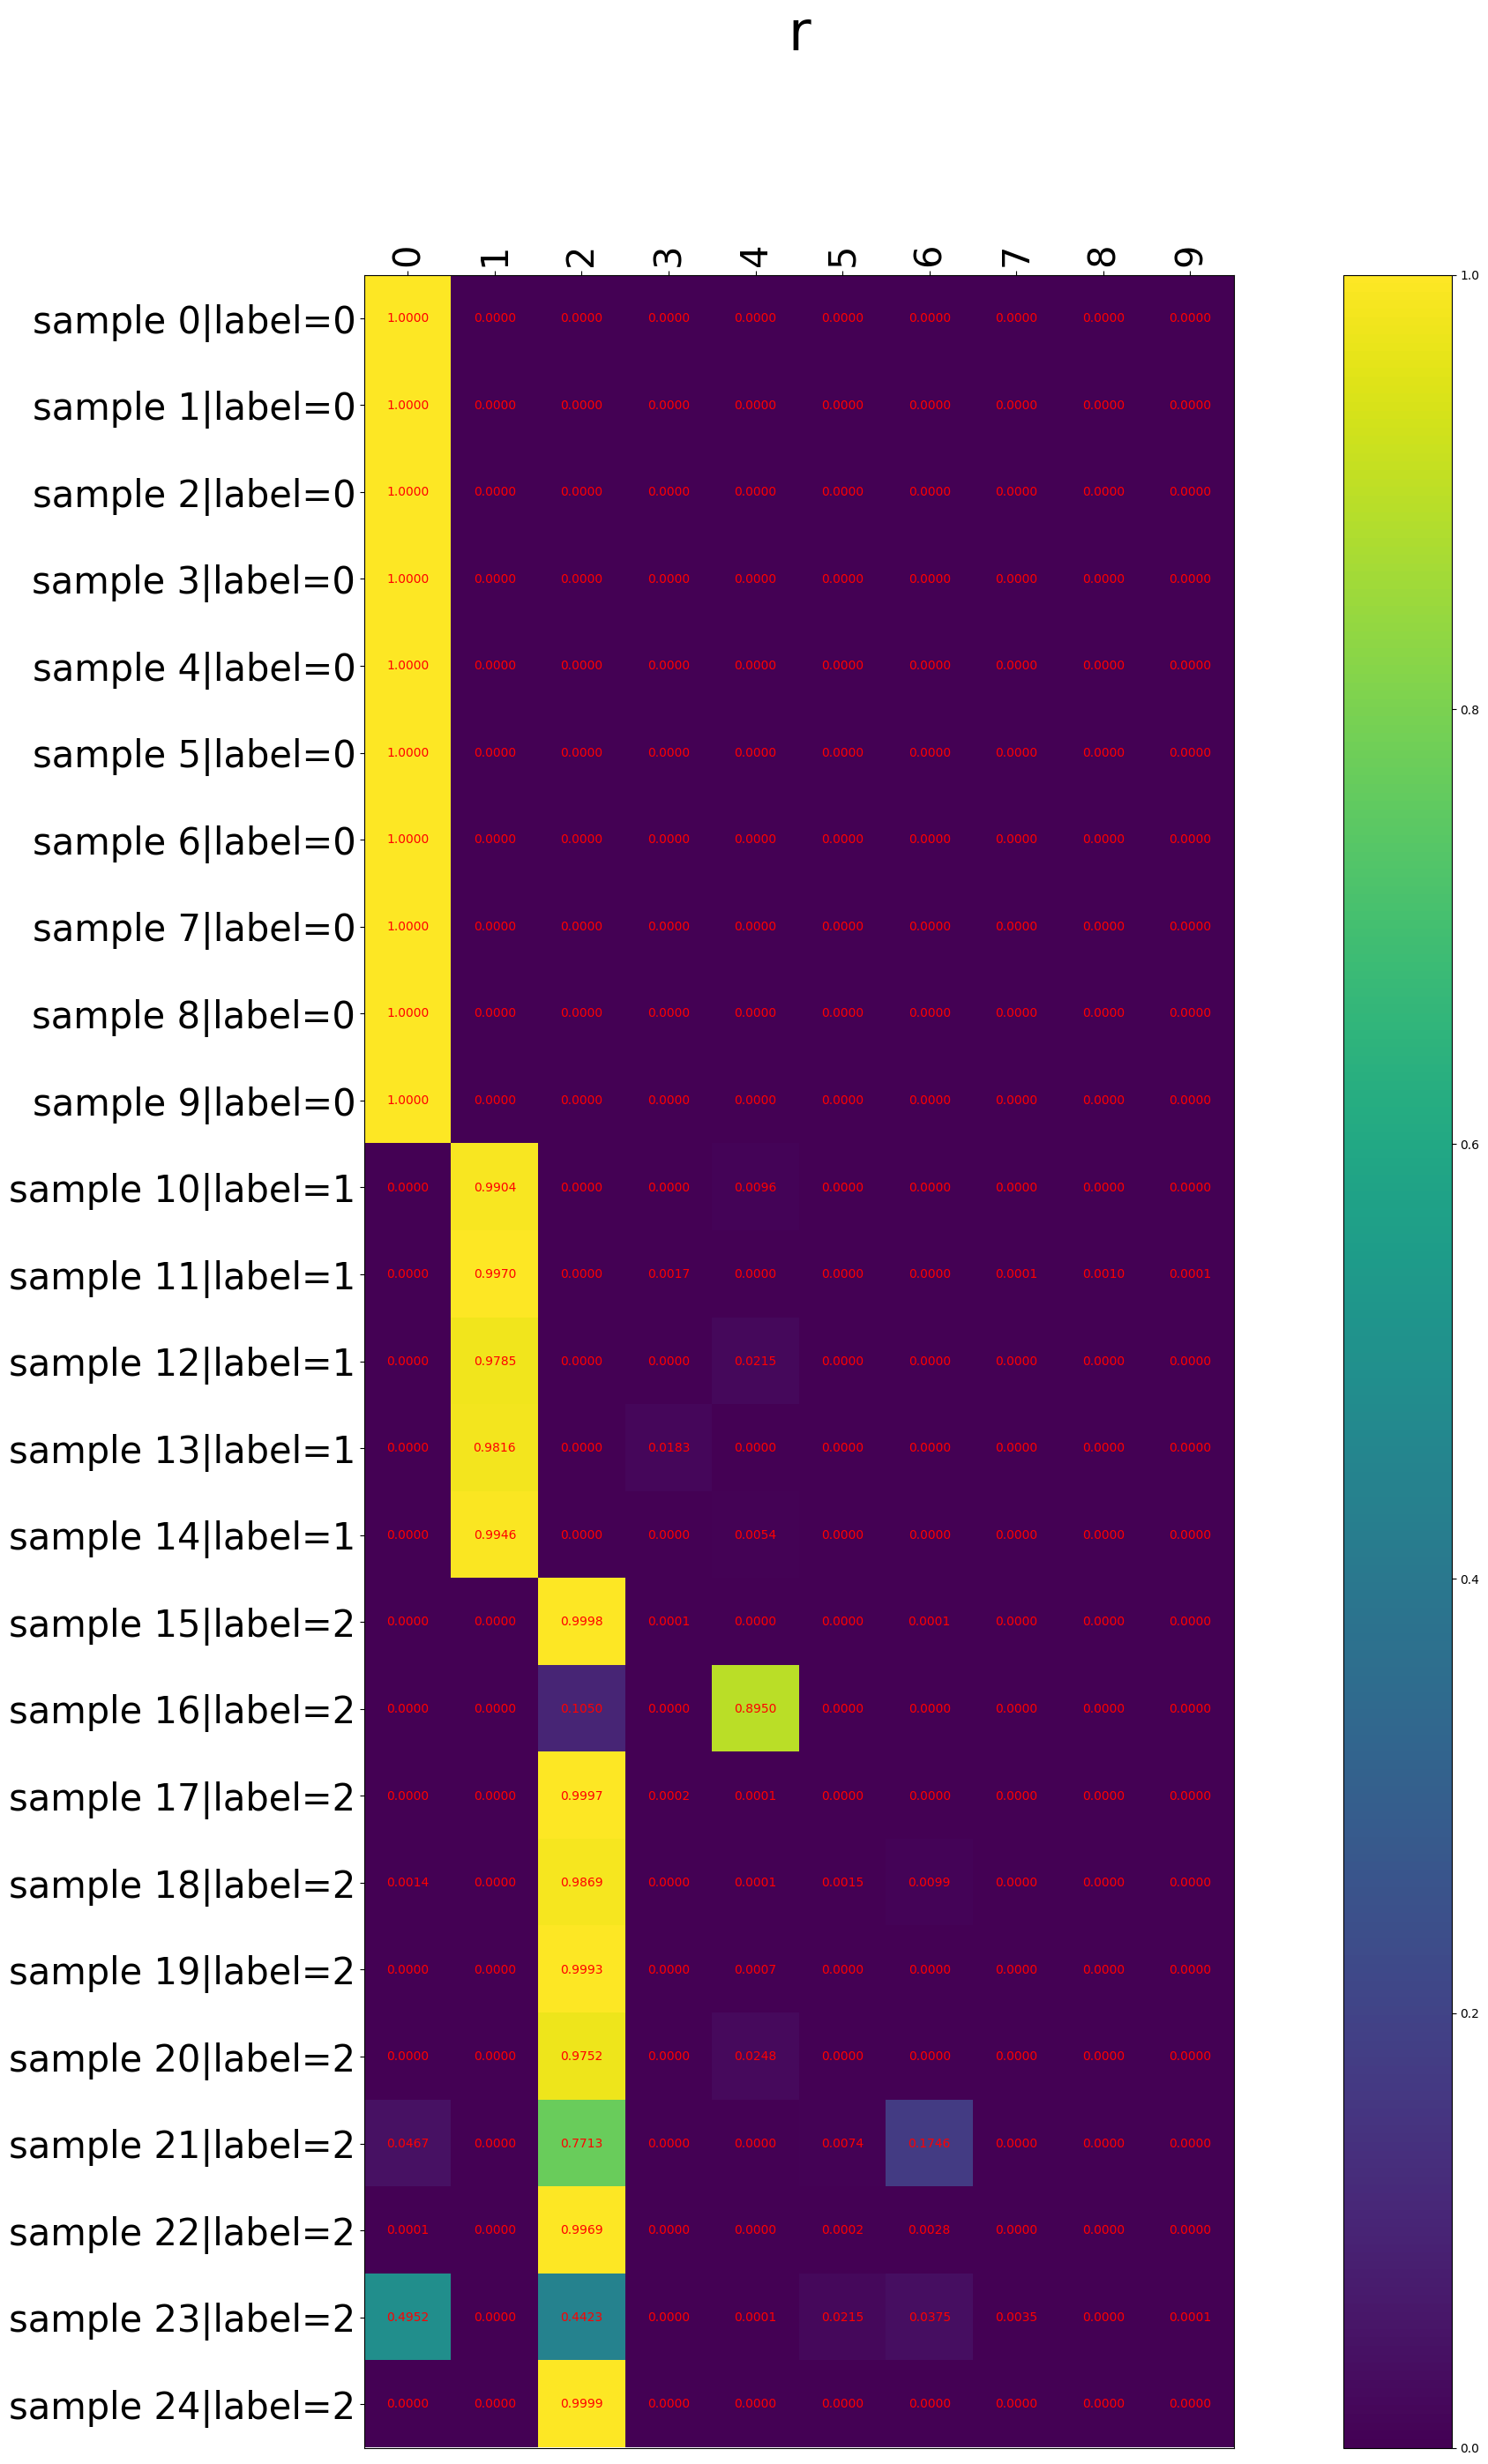 r
0 1 2 3 4 5 6 7 8 9
sample 0|label=0 1.0000 0.0000 0.0000 0.0000 0.0000 0.0000 0.0000 0.0000 0.0000 0.0000
sample 1|label=0 1.0000 0.0000 0.0000 0.0000 0.0000 0.0000 0.0000 0.0000 0.0000 0.0000
sample 2|label=0 1.0000 0.0000 0.0000 0.0000 0.0000 0.0000 0.0000 0.0000 0.0000 0.0000
sample 3|label=0 1.0000 0.0000 0.0000 0.0000 0.0000 0.0000 0.0000 0.0000 0.0000 0.0000
sample 4|label=0 1.0000 0.0000 0.0000 0.0000 0.0000 0.0000 0.0000 0.0000 0.0000 0.0000
sample 5|label=0 1.0000 0.0000 0.0000 0.0000 0.0000 0.0000 0.0000 0.0000 0.0000 0.0000
sample 6|label=0 1.0000 0.0000 0.0000 0.0000 0.0000 0.0000 0.0000 0.0000 0.0000 0.0000
sample 7|label=0 1.0000 0.0000 0.0000 0.0000 0.0000 0.0000 0.0000 0.0000 0.0000 0.0000
sample 8|label=0 1.0000 0.0000 0.0000 0.0000 0.0000 0.0000 0.0000 0.0000 0.0000 0.0000
sample 9|label=0 1.0000 0.0000 0.0000 0.0000 0.0000 0.0000 0.0000 0.0000 0.0000 0.0000
sample 10|label=1 0.0000 0.9904 0.0000 0.0000 0.0096 0.0000 0.0000 0.0000 0.0000 0.0000
sample 11|label=1 0.0000 0.9970 0.0000 0.0017 0.0000 0.0000 0.0000 0.0001 0.0010 0.0001
sample 12|label=1 0.0000 0.9785 0.0000 0.0000 0.0215 0.0000 0.0000 0.0000 0.0000 0.0000
sample 13|label=1 0.0000 0.9816 0.0000 0.0183 0.0000 0.0000 0.0000 0.0000 0.0000 0.0000
sample 14|label=1 0.0000 0.9946 0.0000 0.0000 0.0054 0.0000 0.0000 0.0000 0.0000 0.0000
sample 15|label=2 0.0000 0.0000 0.9998 0.0001 0.0000 0.0000 0.0001 0.0000 0.0000 0.0000
sample 16|label=2 0.0000 0.0000 0.1050 0.0000 0.8950 0.0000 0.0000 0.0000 0.0000 0.0000
sample 17|label=2 0.0000 0.0000 0.9997 0.0002 0.0001 0.0000 0.0000 0.0000 0.0000 0.0000
sample 18|label=2 0.0014 0.0000 0.9869 0.0000 0.0001 0.0015 0.0099 0.0000 0.0000 0.0000
sample 19|label=2 0.0000 0.0000 0.9993 0.0000 0.0007 0.0000 0.0000 0.0000 0.0000 0.0000
sample 20|label=2 0.0000 0.0000 0.9752 0.0000 0.0248 0.0000 0.0000 0.0000 0.0000 0.0000
sample 21|label=2 0.0467 0.0000 0.7713 0.0000 0.0000 0.0074 0.1746 0.0000 0.0000 0.0000
sample 22|label=2 0.0001 0.0000 0.9969 0.0000 0.0000 0.0002 0.0028 0.0000 0.0000 0.0000
sample 23|label=2 0.4952 0.0000 0.4423 0.0000 0.0001 0.0215 0.0375 0.0035 0.0000 0.0001
sample 24|label=2 0.0000 0.0000 0.9999 0.0000 0.0000 0.0000 0.0000 0.0000 0.0000 0.0000
1.0
0.8
0.6
0.4
0.2
0.0